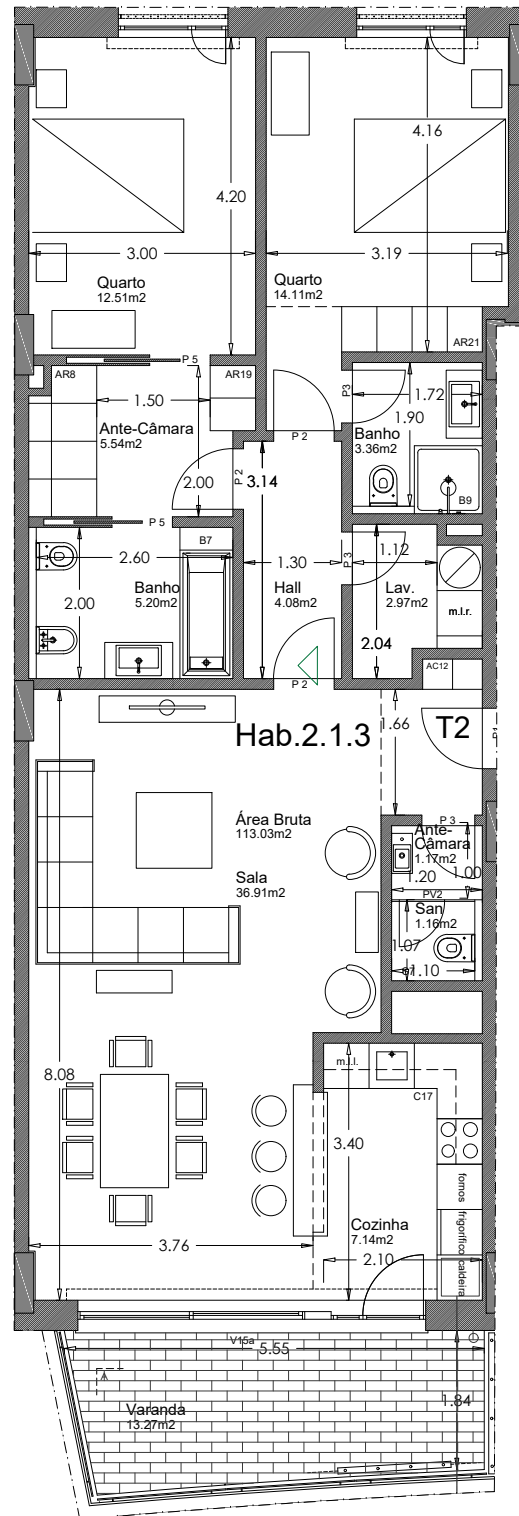 4.20
4.16
3.00
3.19
Quarto
12.51m2
Quarto
14.11m2
AR21
P 5
AR8
AR19
1.50
P3
1.72
Ante-Câmara
5.54m2
1.90
Banho
3.36m2
P 2
2.00
P 2
3.14
B9
P 5
B7
2.60
1.30
P 3
1.12
Banho
5.20m2
Hall
4.08m2
Lav.
2.97m2
m.l.r.
2.00
2.04
P 2
AC12
Hab.2.1.3
1.66
T2
P1
Área Bruta
113.03m2
P 3
Ante-
Câmara
1.17m2
1.00
Sala
36.91m2
1.20
PV2
San
1.16m2
1.07
1.10
m.l.l.
8.08
C17
3.40
fornos
frigorífico
caldeira
Cozinha
7.14m2
3.76
2.10
V15a
5.55
1.84
Varanda
13.27m2